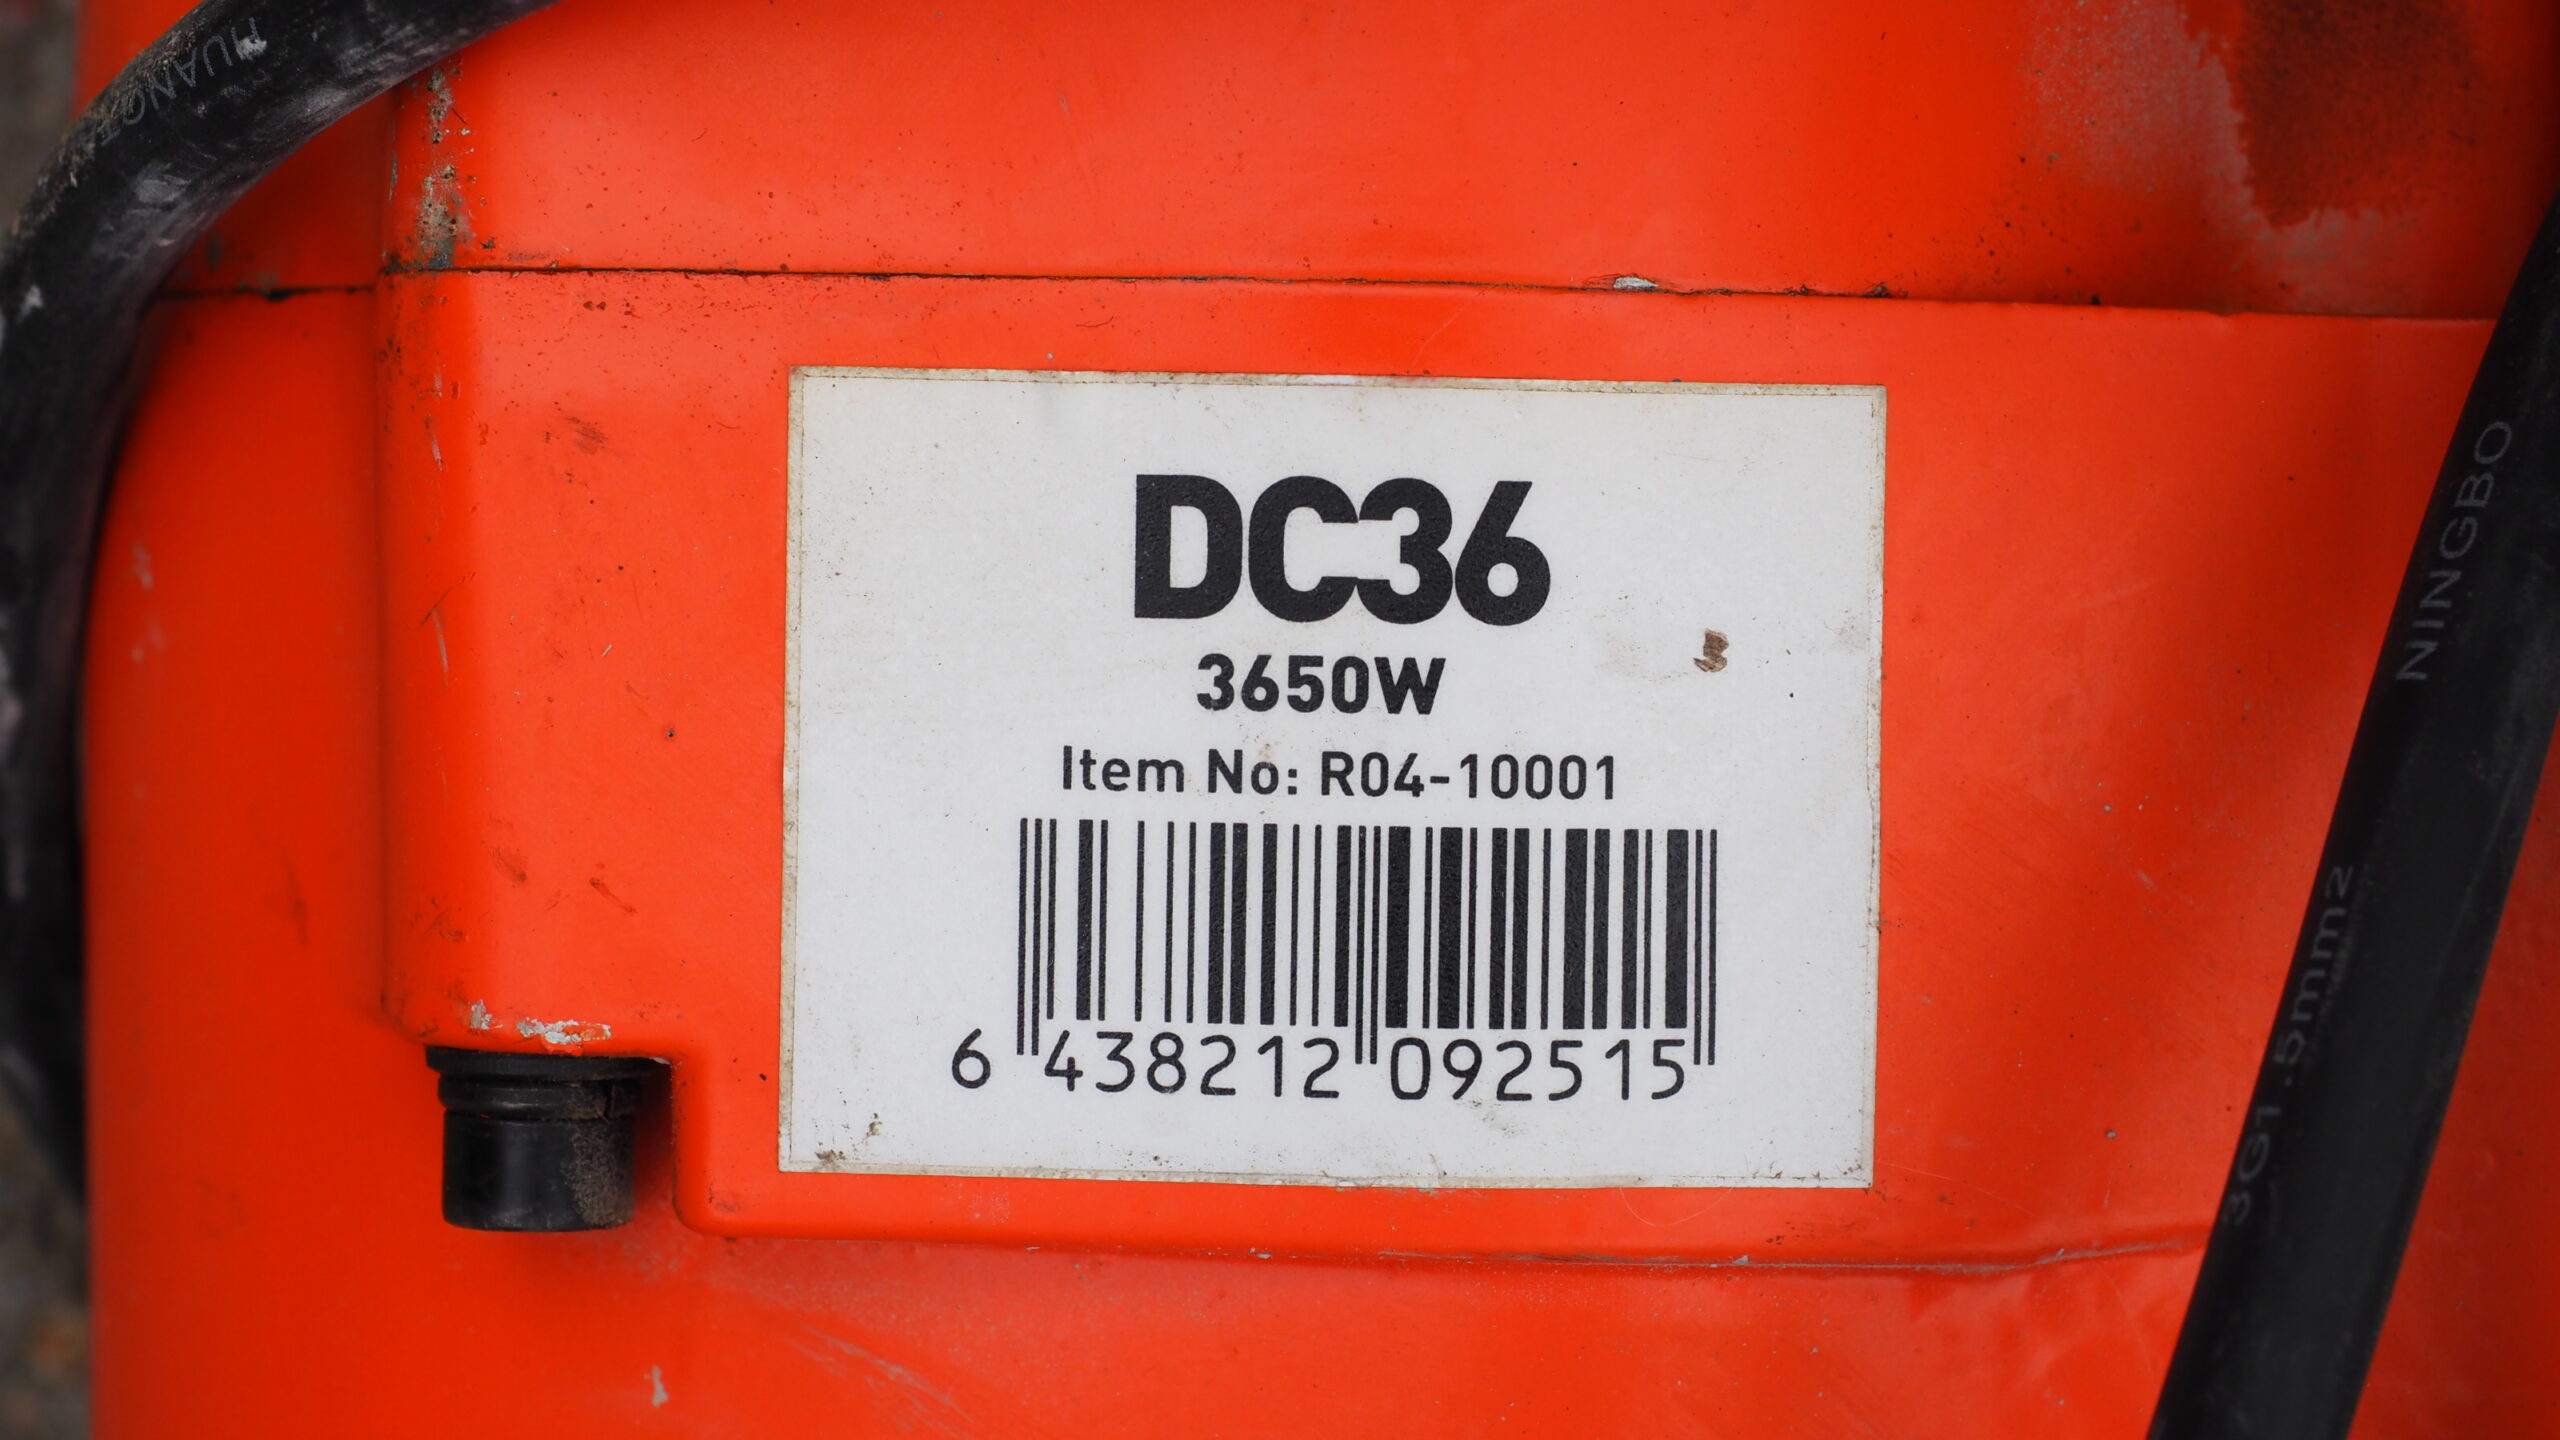 HUANGT
DC36
3650W
Item No: R04-10001
6 438212 092515
3G1.5mm2 NINGBO